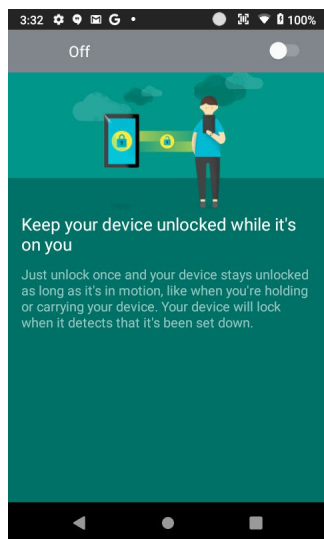 3:32 G 100%
Off
Keep your device unlocked while it's
on you
Just unlock once and your device stays unlocked
as long as it's in motion, like when you're holding
or carrying your device. Your device will lock
when it detects that it's been set down.